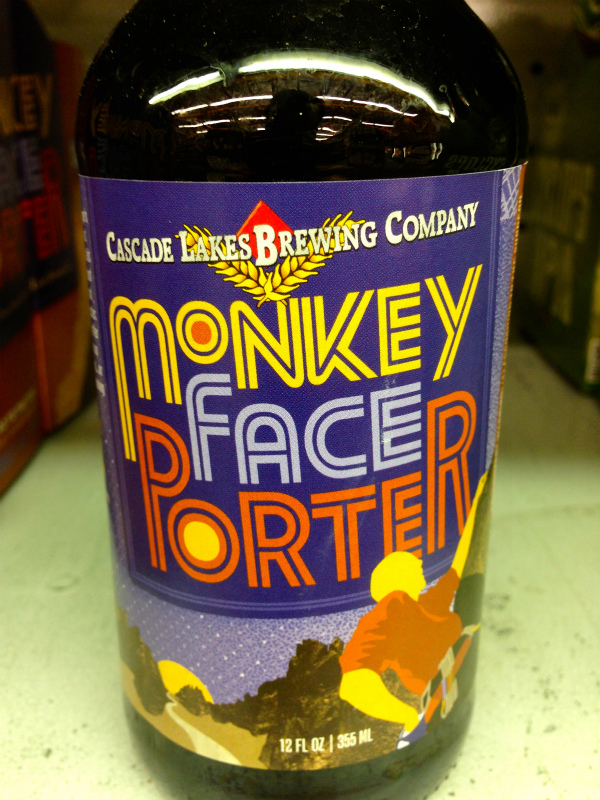 Cascade Lakes Brewing Company
MONKEY
FACE
PORTER
12 FL OZ | 355 ML